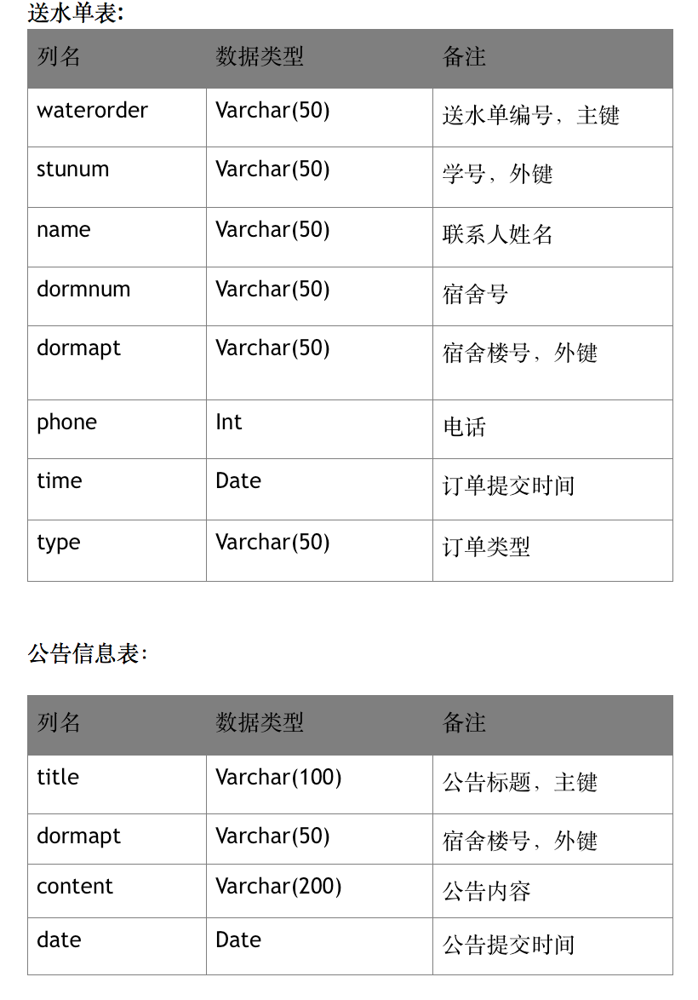 送水单表:
列名 数据类型 备注
waterorder Varchar(50) 送水单编号，主键
stunum Varchar(50) 学号，外键
name Varchar(50) 联系人姓名
dormnum Varchar(50) 宿舍号
dormapt Varchar(50) 宿舍楼号，外键
phone Int 电话
time Date 订单提交时间
type Varchar(50) 订单类型
公告信息表：
列名 数据类型 备注
title Varchar(100) 公告标题，主键
dormapt Varchar(50) 宿舍楼号，外键
content Varchar(200) 公告内容
date Date 公告提交时间